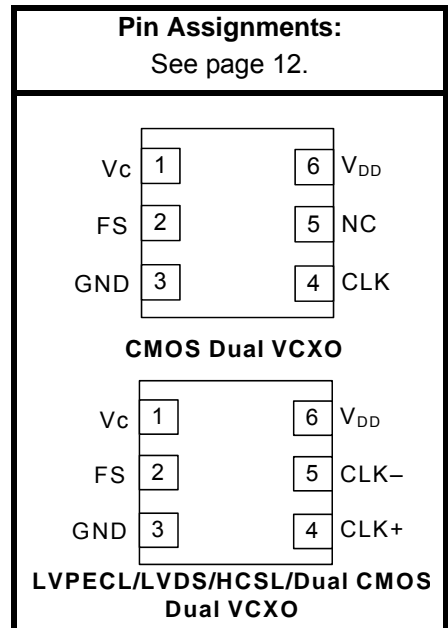 Pin Assignments:
See page 12.
Vc 1 6 VDD
FS 2 5 NC
GND 3 4 CLK
CMOS Dual VCXO
Vc 1 6 VDD
FS 2 5 CLK–
GND 3 4 CLK+
LVPECL/LVDS/HCSL/Dual CMOS
Dual VCXO